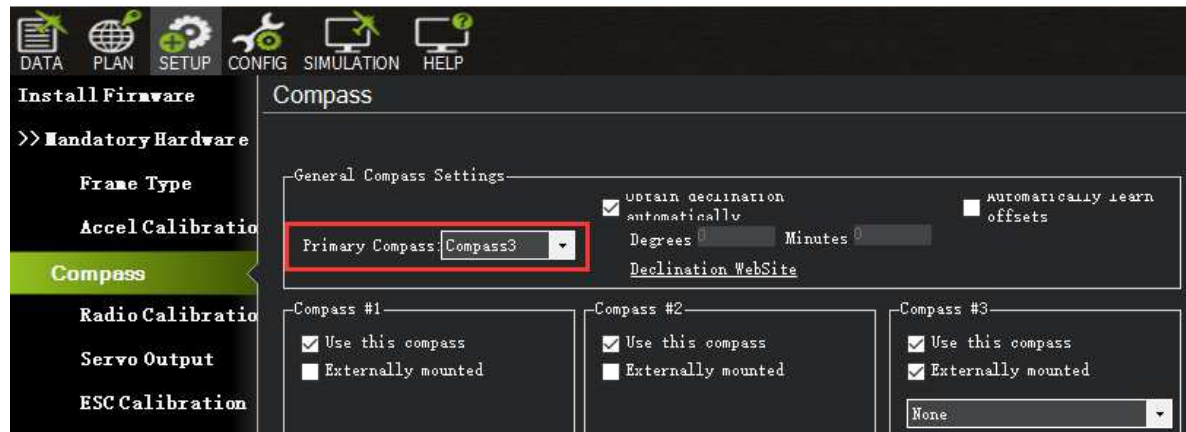 DATA PLAN SETUP CONFIG SIMULATION HELP
Install Firmware
Compass
>> Mandatory Hardware
Frame Type
General Compass Settings
Obtain declination automatically
Automatically learn offsets
Accel Calibratio
Primary Compass: Compass3
Degrees 0 Minutes 0
Declination WebSite
Compass
Radio Calibratio
Servo Output
ESC Calibration
Compass #1
Use this compass
Externally mounted
Compass #2
Use this compass
Externally mounted
Compass #3
Use this compass
Externally mounted
None